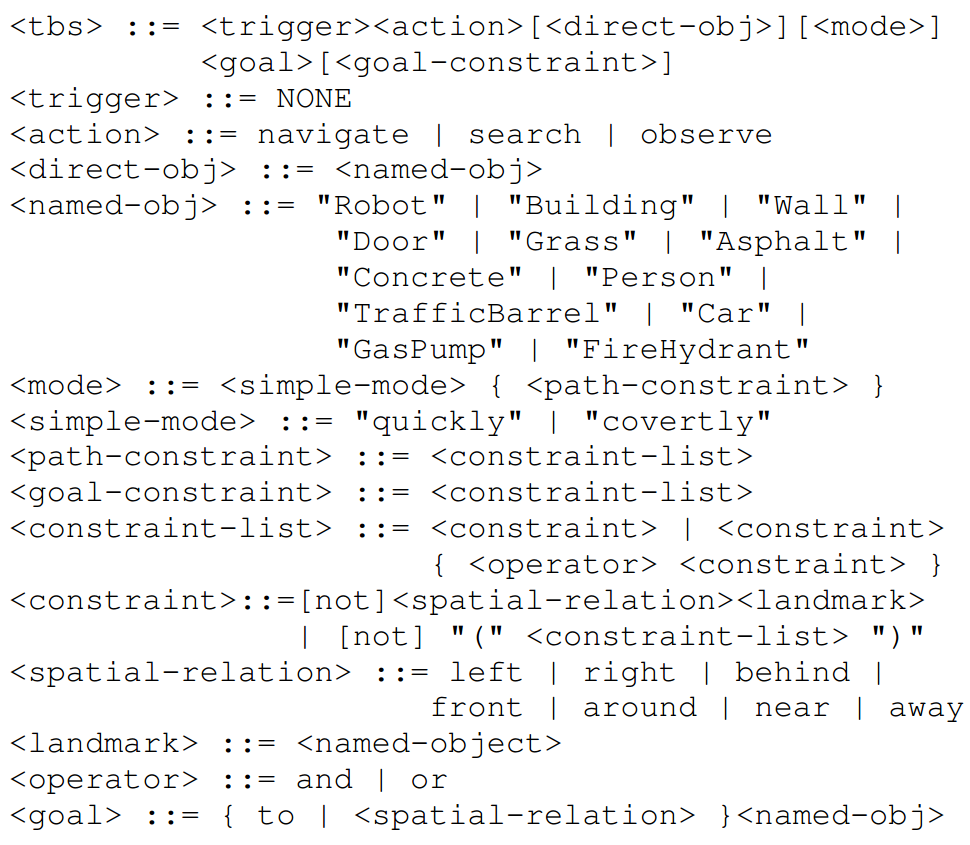 <tbs> ::= <trigger><action>[<direct-obj>][<mode>]
<goal>[<goal-constraint>]
<trigger> ::= NONE
<action> ::= navigate | search | observe
<direct-obj> ::= <named-obj>
<named-obj> ::= "Robot" | "Building" | "Wall" |
"Door" | "Grass" | "Asphalt" |
"Concrete" | "Person" |
"TrafficBarrel" | "Car" |
"GasPump" | "FireHydrant"
<mode> ::= <simple-mode> { <path-constraint> }
<simple-mode> ::= "quickly" | "covertly"
<path-constraint> ::= <constraint-list>
<goal-constraint> ::= <constraint-list>
<constraint-list> ::= <constraint> | <constraint>
{ <operator> <constraint> }
<constraint>::=[not]<spatial-relation><landmark>
| [not] "(" <constraint-list> ")"
<spatial-relation> ::= left | right | behind |
front | around | near | away
<landmark> ::= <named-object>
<operator> ::= and | or
<goal> ::= { to | <spatial-relation> }<named-obj>